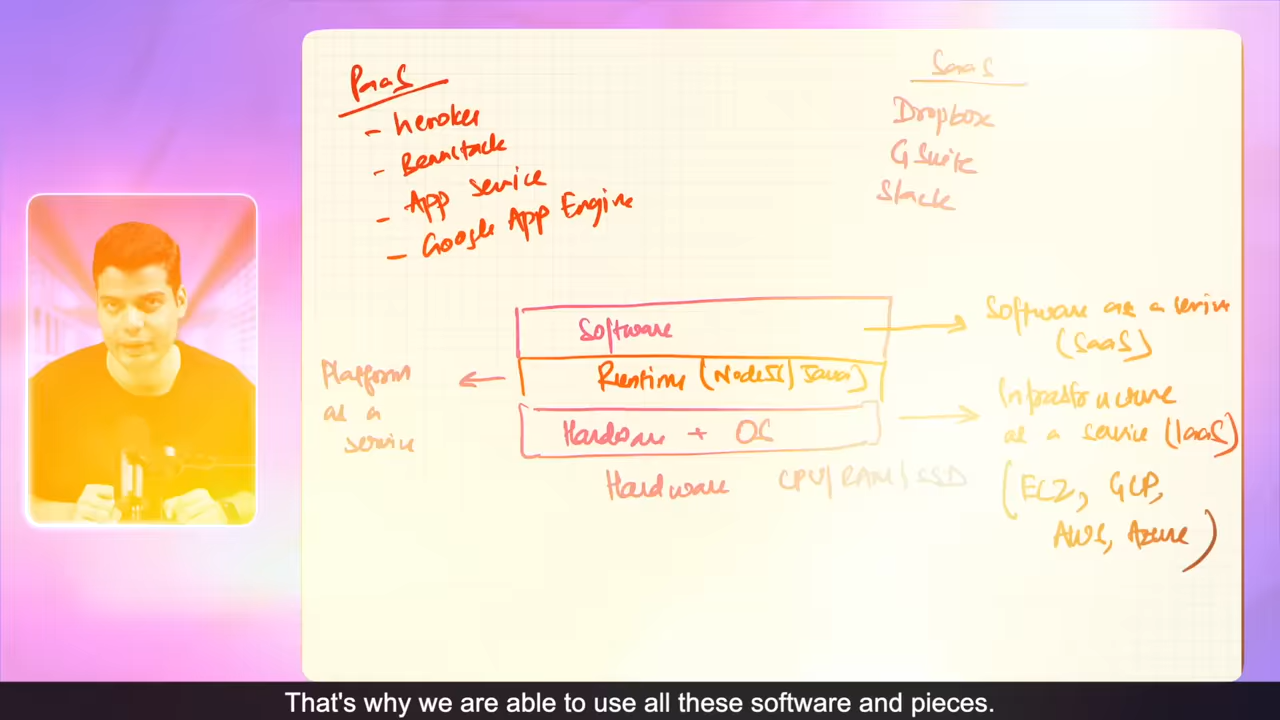 PaaS
- heroku
- Beanstack
- App Service
- Google App Engine
SaaS
Dropbox
G Suite
Slack
Software
Runtime (NodeJS/Java)
Hardware + OS
Hardware CPU/RAM/SSD
Platform
as a
service
Software as a servie
(SaaS)
Infrastructure
as a service (IaaS)
(EC2, GCP,
AWS, Azure)
That's why we are able to use all these software and pieces.